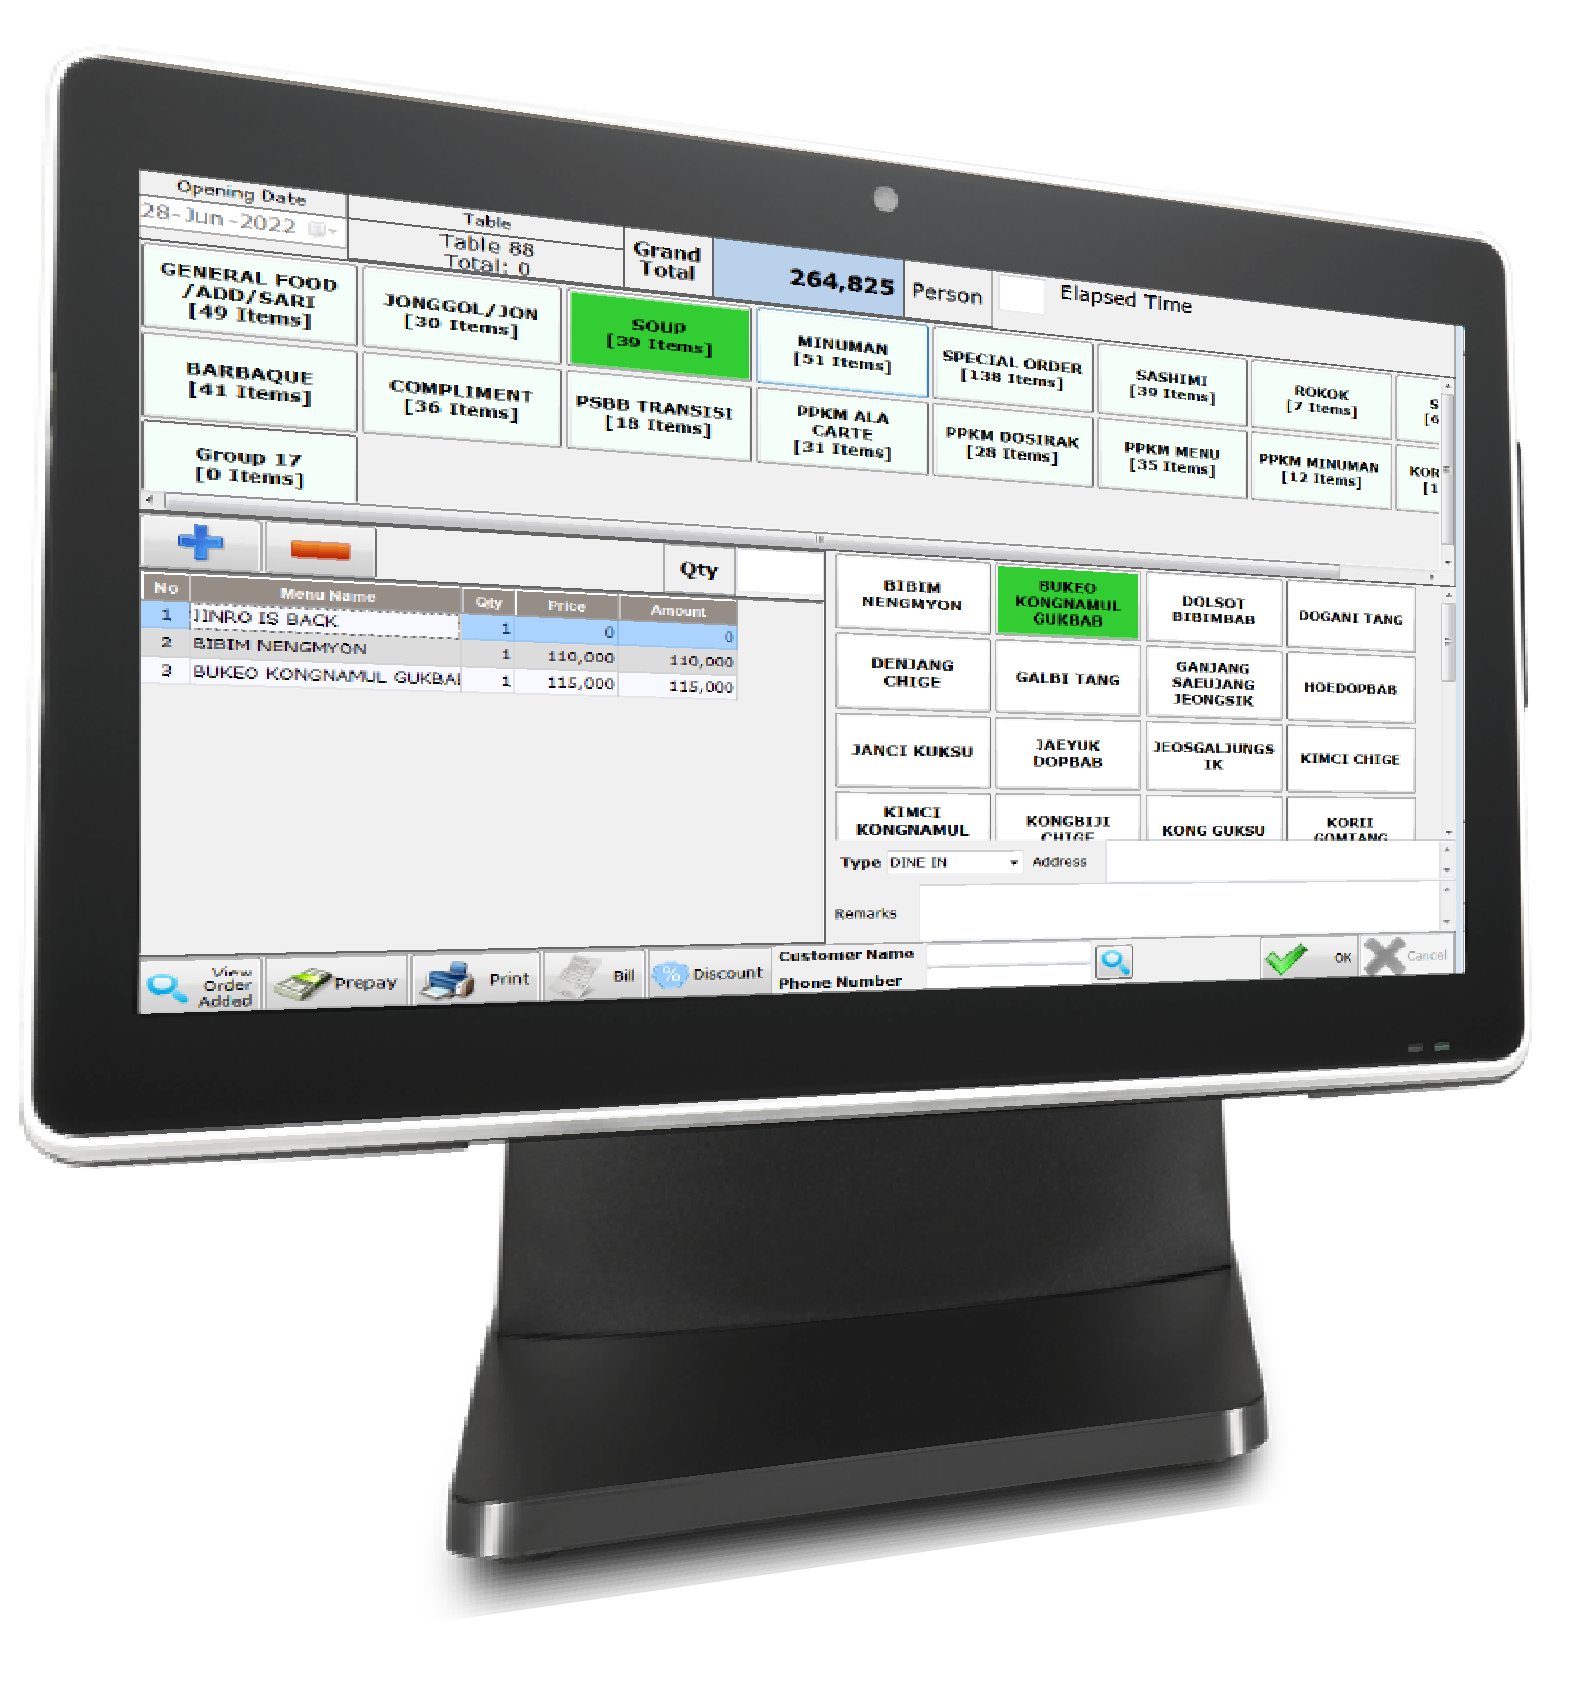 Opening Date
28-Jun-2022
Table
Table 88
Total: 0
Grand
Total
264,825
Person
Elapsed Time
GENERAL FOOD
/ADD/SARI
[49 Items]
JONGGOL/JON
[30 Items]
SOUP
[39 Items]
MINUMAN
[51 Items]
SPECIAL ORDER
[138 Items]
SASHIMI
[39 Items]
ROKOK
[7 Items]
S
[6
BARBAQUE
[41 Items]
COMPLIMENT
[36 Items]
PSBB TRANSISI
[18 Items]
PPKM ALA
CARTE
[31 Items]
PPKM DOSIRAK
[28 Items]
PPKM MENU
[35 Items]
PPKM MINUMAN
[12 Items]
KOR
[1
Group 17
[0 Items]
Qty
No Menu Name Qty Price Amount
1 JINRO IS BACK 1 0 0
2 BIBIM NENGMYON 1 110,000 110,000
3 BUKEO KONGNAMUL GUKBAI 1 115,000 115,000
BIBIM
NENGMYON
BUKEO
KONGNAMUL
GUKBAB
DOLSOT
BIBIMBAB
DOGANI TANG
DENJANG
CHIGE
GALBI TANG
GANJANG
SAEUJANG
JEONGSIK
HOEDOPBAB
JANCI KUKSU
JAEYUK
DOPBAB
JEOSGALJUNGS
IK
KIMCI CHIGE
KIMCI
KONGNAMUL
KONGBIJI
CHIGE
KONG GUKSU
KORII
GOMTANG
Type DINE IN
Address
Remarks
View
Order
Added
Prepay
Print
Bill
% Discount
Customer Name
Phone Number
OK
Cancel